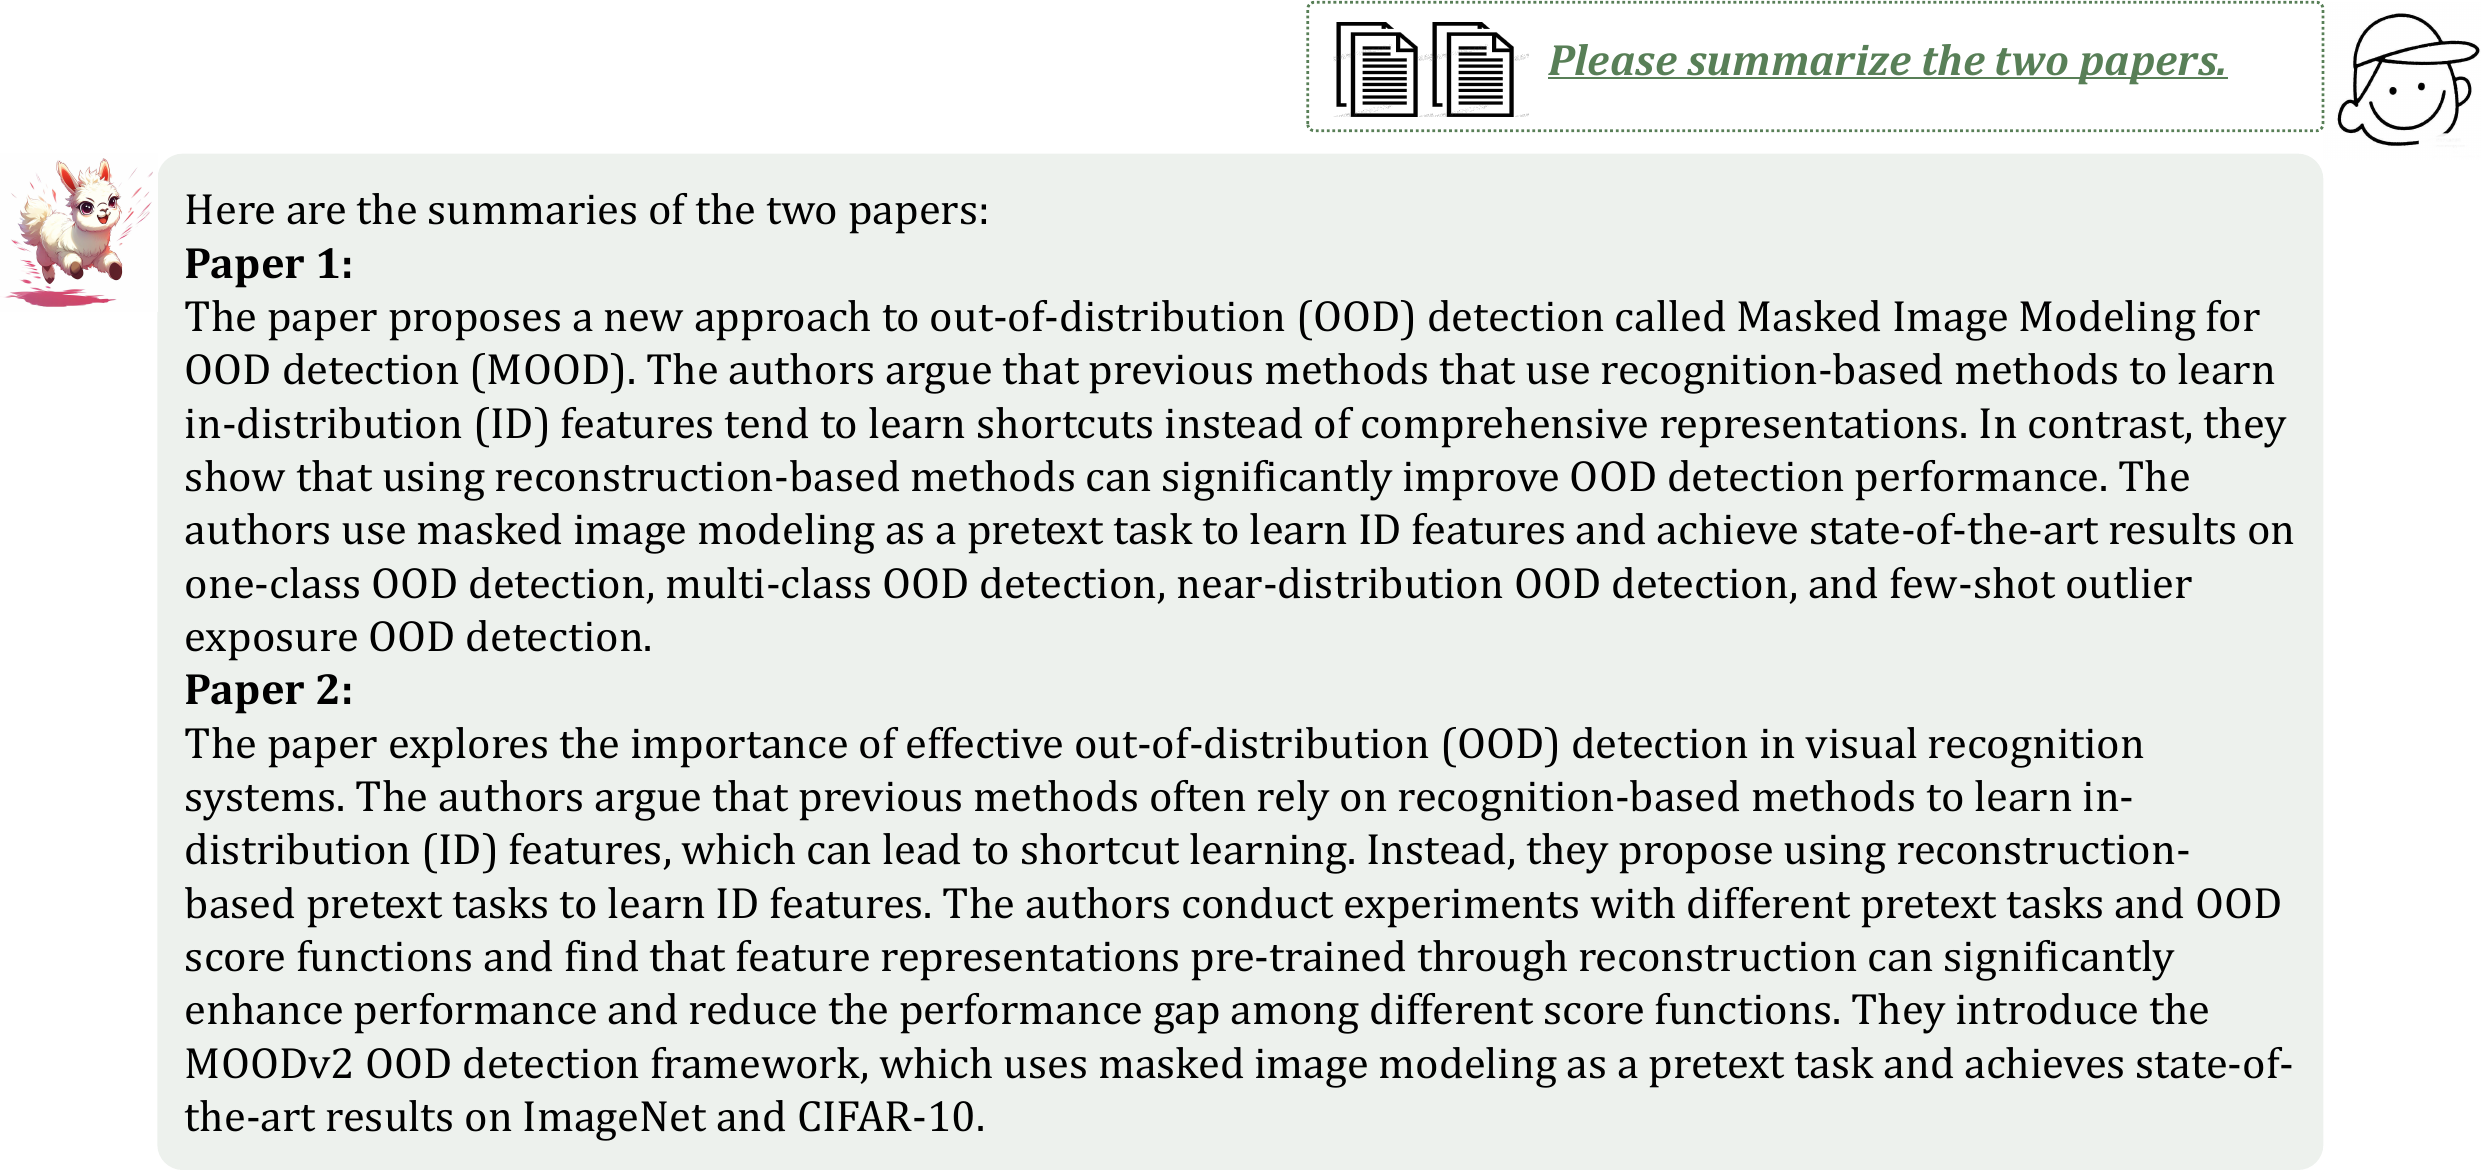 Please summarize the two papers.
Here are the summaries of the two papers:
Paper 1:
The paper proposes a new approach to out-of-distribution (OOD) detection called Masked Image Modeling for
OOD detection (MOOD). The authors argue that previous methods that use recognition-based methods to learn
in-distribution (ID) features tend to learn shortcuts instead of comprehensive representations. In contrast, they
show that using reconstruction-based methods can significantly improve OOD detection performance. The
authors use masked image modeling as a pretext task to learn ID features and achieve state-of-the-art results on
one-class OOD detection, multi-class OOD detection, near-distribution OOD detection, and few-shot outlier
exposure OOD detection.
Paper 2:
The paper explores the importance of effective out-of-distribution (OOD) detection in visual recognition
systems. The authors argue that previous methods often rely on recognition-based methods to learn in-
distribution (ID) features, which can lead to shortcut learning. Instead, they propose using reconstruction-
based pretext tasks to learn ID features. The authors conduct experiments with different pretext tasks and OOD
score functions and find that feature representations pre-trained through reconstruction can significantly
enhance performance and reduce the performance gap among different score functions. They introduce the
MOODv2 OOD detection framework, which uses masked image modeling as a pretext task and achieves state-of-
the-art results on ImageNet and CIFAR-10.